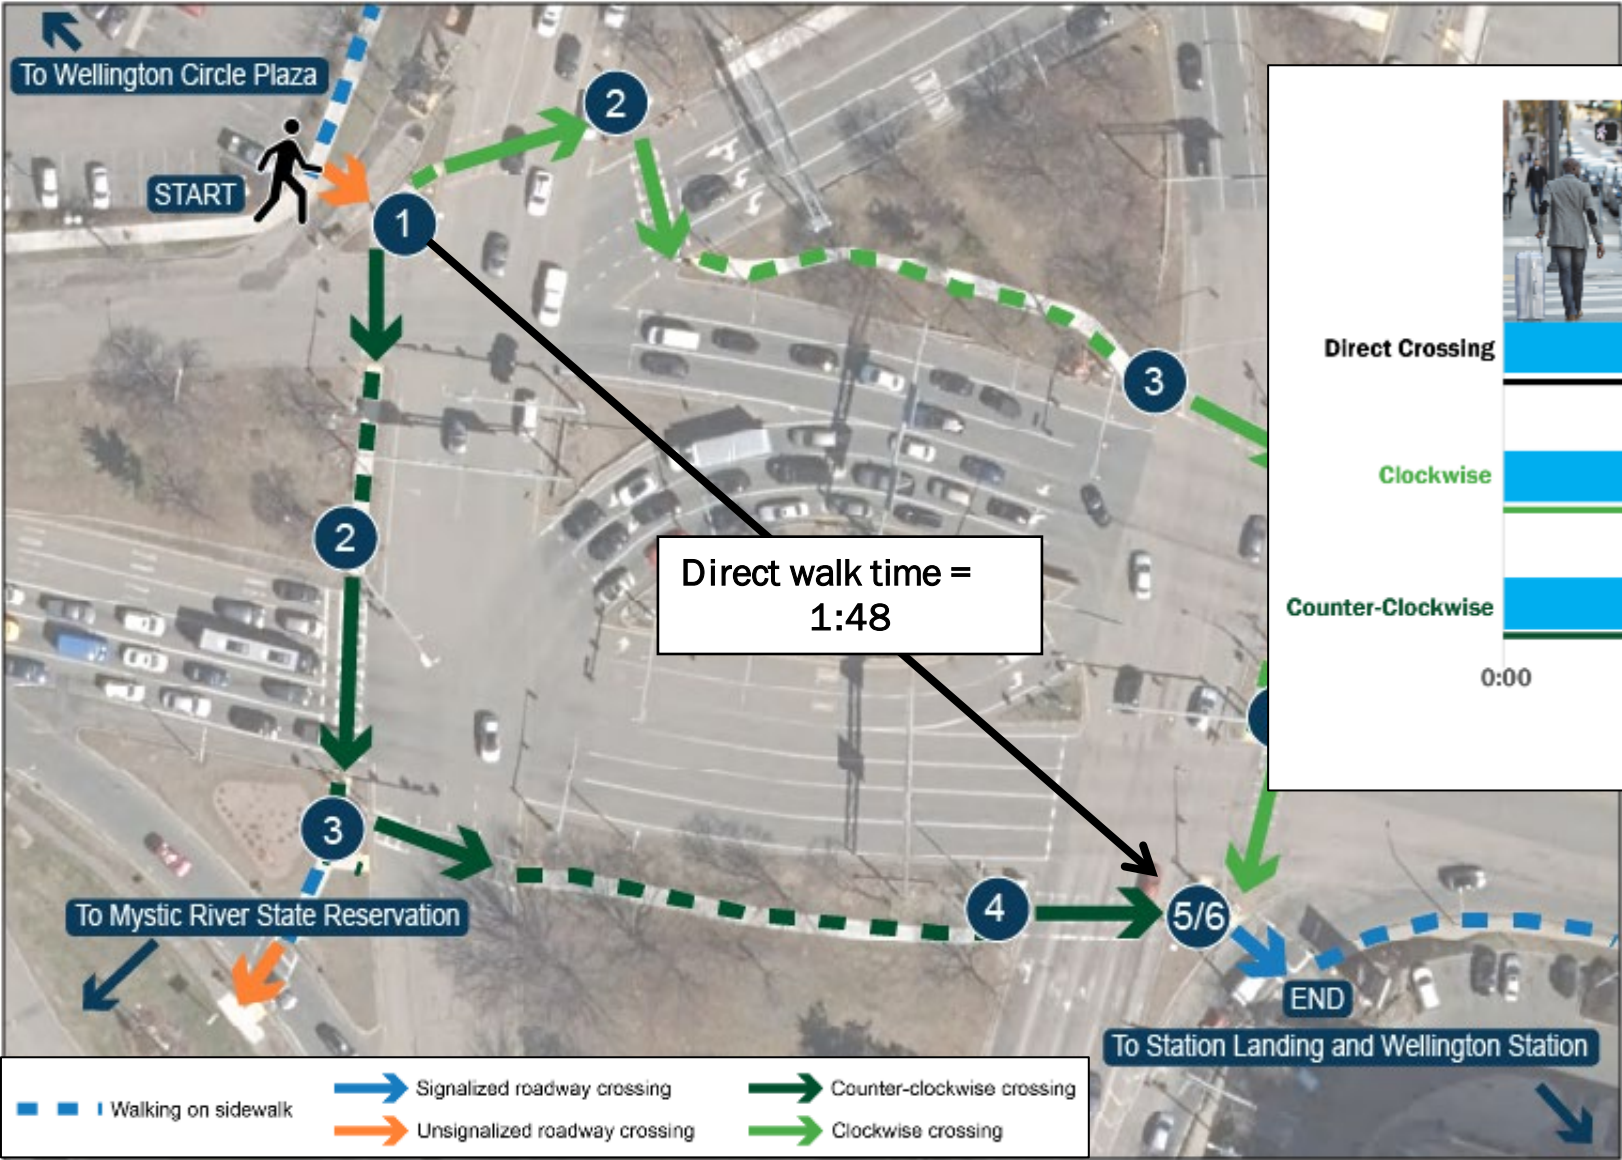 To Wellington Circle Plaza
START
1
2
2
3
3
4
5/6
Direct walk time =
1:48
To Mystic River State Reservation
END
To Station Landing and Wellington Station
Direct Crossing
Clockwise
Counter-Clockwise
0:00
Walking on sidewalk
Signalized roadway crossing
Unsignalized roadway crossing
Counter-clockwise crossing
Clockwise crossing